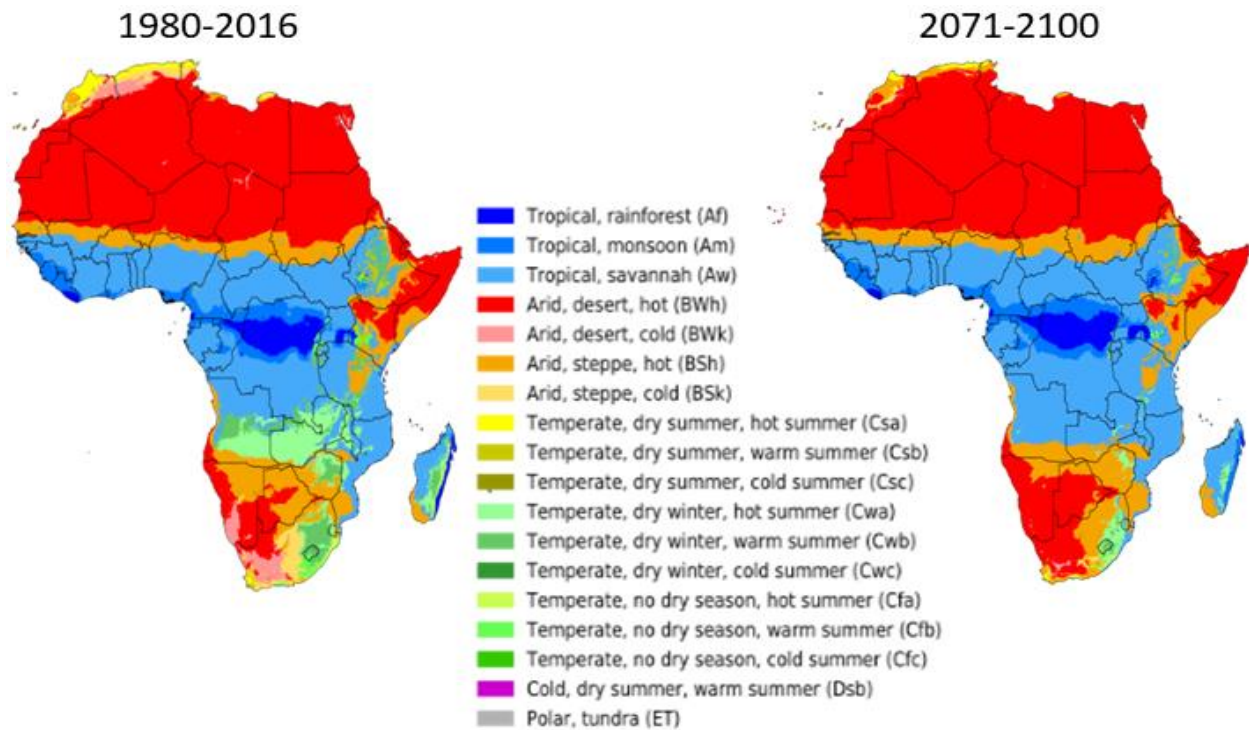 1980-2016
2071-2100
Tropical, rainforest (Af)
Tropical, monsoon (Am)
Tropical, savannah (Aw)
Arid, desert, hot (BWh)
Arid, desert, cold (BWk)
Arid, steppe, hot (BSh)
Arid, steppe, cold (BSk)
Temperate, dry summer, hot summer (Csa)
Temperate, dry summer, warm summer (Csb)
Temperate, dry summer, cold summer (Csc)
Temperate, dry winter, hot summer (Cwa)
Temperate, dry winter, warm summer (Cwb)
Temperate, dry winter, cold summer (Cwc)
Temperate, no dry season, hot summer (Cfa)
Temperate, no dry season, warm summer (Cfb)
Temperate, no dry season, cold summer (Cfc)
Cold, dry summer, warm summer (Dsb)
Polar, tundra (ET)